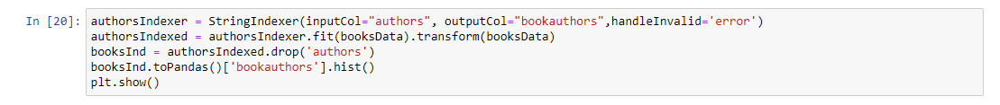 In [20]: authorsIndexer = StringIndexer(inputCol="authors", outputCol="bookauthors",handleInvalid='error')
authorsIndexed = authorsIndexer.fit(booksData).transform(booksData)
booksInd = authorsIndexed.drop('authors')
booksInd.toPandas()['bookauthors'].hist()
plt.show()